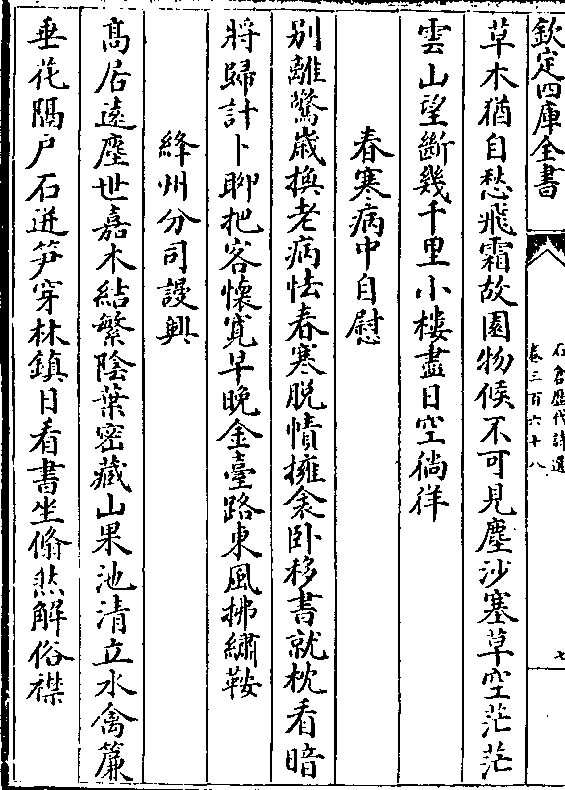 欽定四庫全書
石倉歷代詩選
卷三百六十八
七
草木猶自愁飛霜故園物候不可見塵沙塞草空茫茫
雲山望斷幾千里小樓盡日空徜徉
春寒病中自慰
别離驚歳換老病怯春寒脱幘擁衾卧移書就枕看暗
將歸計卜聊把客懷寛早晚金臺路東風拂繡鞍
絳州分司謾興
髙居遠塵世嘉木結繁陰葉密藏山果池清立水禽簾
垂花隔户石迸笋穿林鎮日看書坐翛然解俗襟